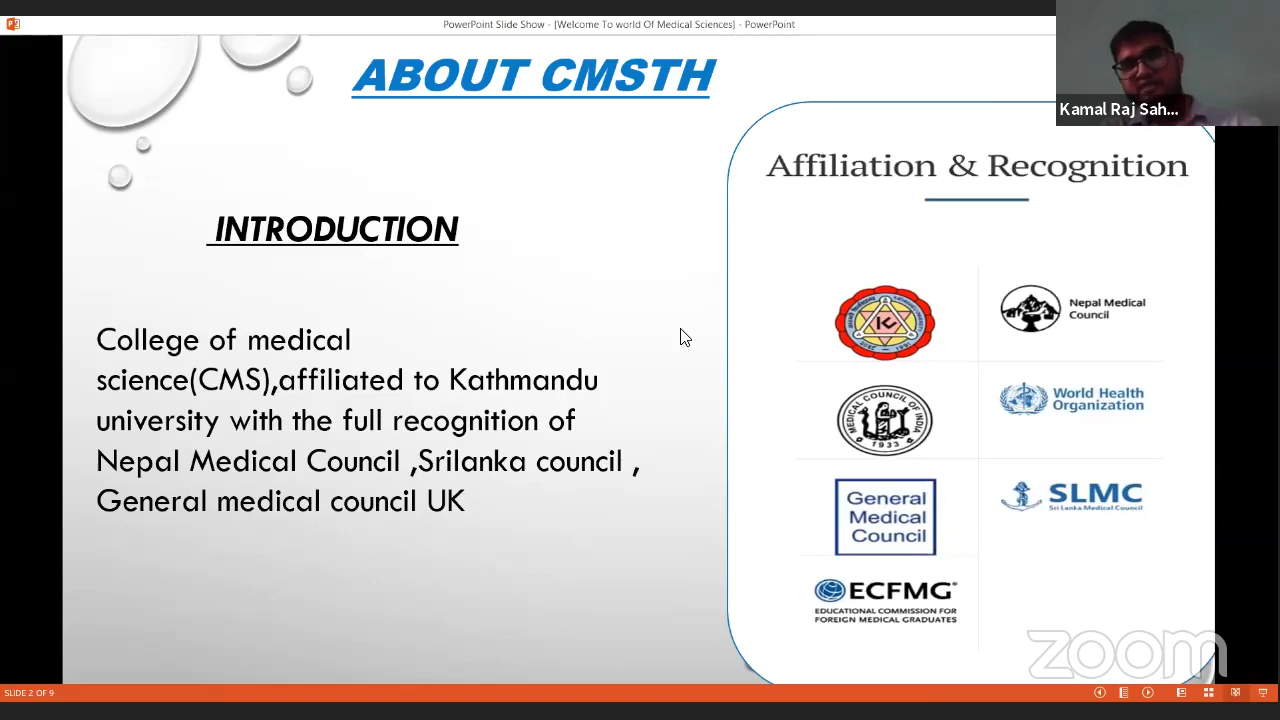 PowerPoint Slide Show - [Welcome To world Of Medical Sciences] - PowerPoint
ABOUT CMSTH
Kamal Raj Sah...
Affiliation & Recognition
INTRODUCTION
College of medical
science(CMS),affiliated to Kathmandu
university with the full recognition of
Nepal Medical Council ,Srilanka council ,
General medical council UK
Nepal Medical
Council
MEDICAL COUNCIL OF INDIA
1933
World Health
Organization
General
Medical
Council
SLMC
Sri Lanka Medical Council
ECFMG®
EDUCATIONAL COMMISSION FOR
FOREIGN MEDICAL GRADUATES
zoom
SLIDE 2 OF 9